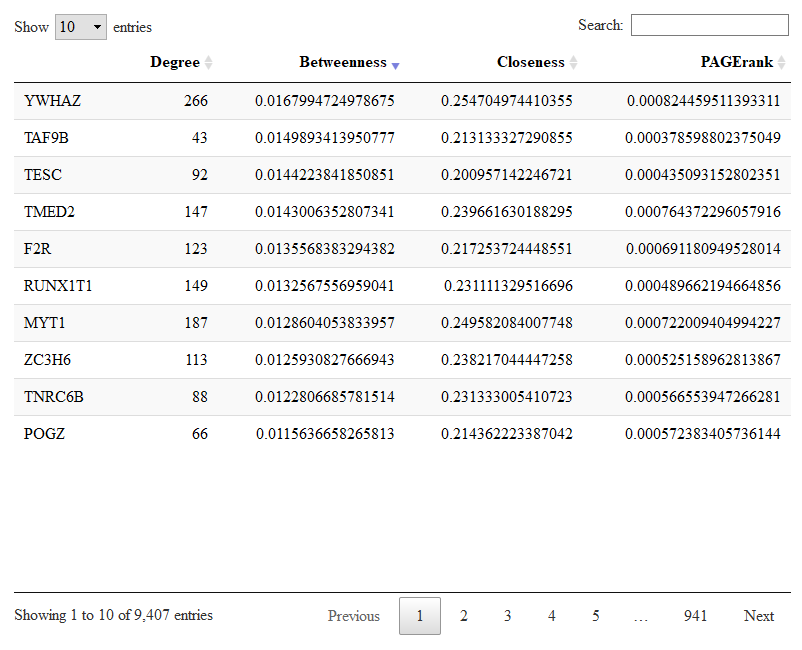 Show 10 entries Search:
Degree Betweenness Closeness PAGErank
YWHAZ 266 0.0167994724978675 0.254704974410355 0.000824459511393311
TAF9B 43 0.0149893413950777 0.213133327290855 0.000378598802375049
TESC 92 0.0144223841850851 0.200957142246721 0.000435093152802351
TMED2 147 0.0143006352807341 0.239661630188295 0.000764372296057916
F2R 123 0.0135568383294382 0.217253724448551 0.000691180949528014
RUNX1T1 149 0.0132567556959041 0.231111329516696 0.000489662194664856
MYT1 187 0.0128604053833957 0.249582084007748 0.000722009404994227
ZC3H6 113 0.0125930827666943 0.238217044447258 0.000525158962813867
TNRC6B 88 0.0122806685781514 0.231333005410723 0.000566553947266281
POGZ 66 0.0115636658265813 0.214362223387042 0.000572383405736144
Showing 1 to 10 of 9,407 entries Previous 1 2 3 4 5 … 941 Next